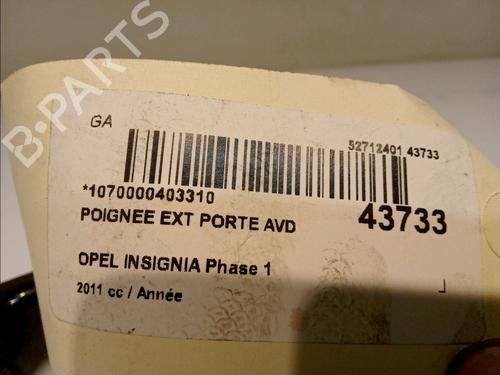 B-PARTS
GA
52712401 43733
*1070000403310
43733
POIGNEE EXT PORTE AVD
OPEL INSIGNIA Phase 1
2011 cc / Année